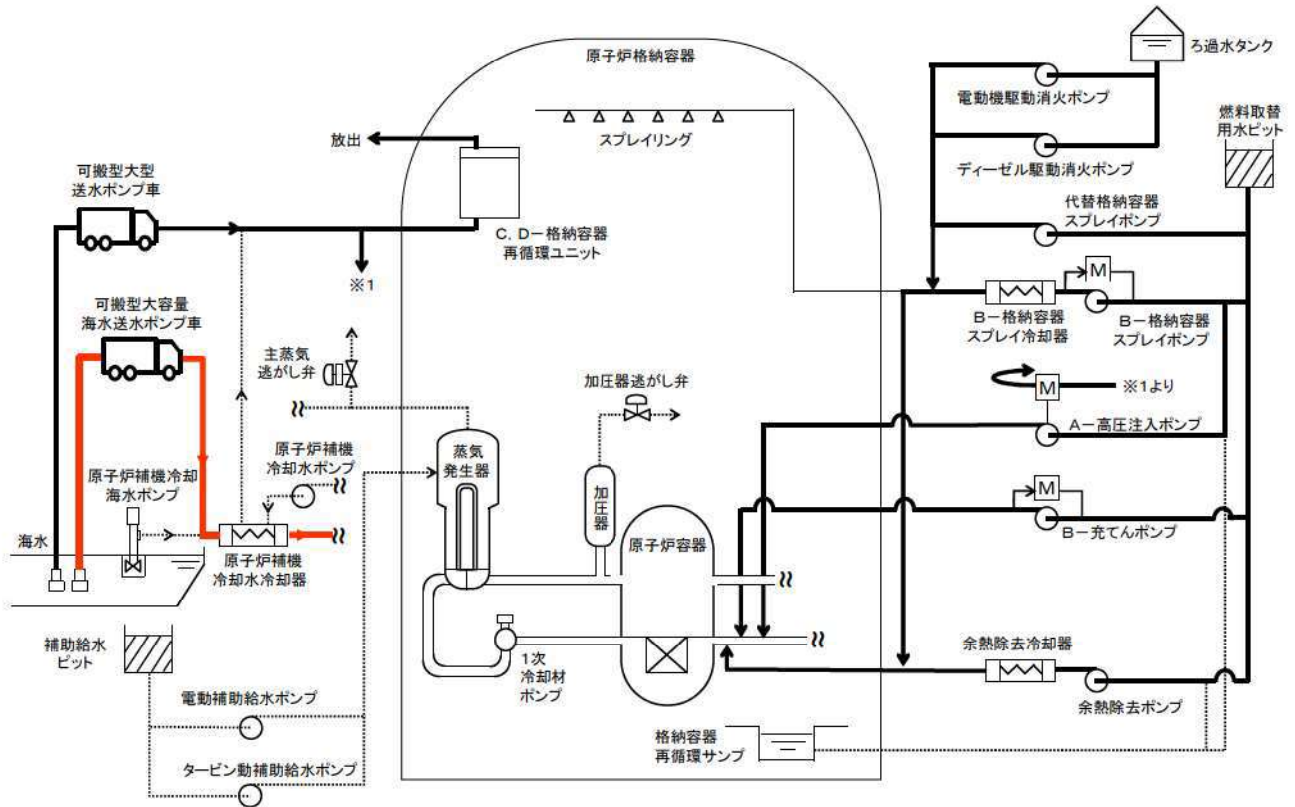 原子炉格納容器
スプレイリング
放出
可搬型大型
送水ポンプ車
C，D－格納容器
再循環ユニット
※1
可搬型大容量
海水送水ポンプ車
主蒸気
逃がし弁
加圧器逃がし弁
原子炉補機
冷却水ポンプ
原子炉補機冷却
海水ポンプ
蒸気
発生器
加圧器
原子炉容器
海水
原子炉補機
冷却水冷却器
補助給水
ピット
1次
冷却材
ポンプ
電動補助給水ポンプ
タービン動補助給水ポンプ
格納容器
再循環サンプ
ろ過水タンク
電動機駆動消火ポンプ
燃料取替
用水ピット
ディーゼル駆動消火ポンプ
代替格納容器
スプレイポンプ
M
B－格納容器
スプレイ冷却器
B－格納容器
スプレイポンプ
M
※1より
A－高圧注入ポンプ
M
B－充てんポンプ
余熱除去冷却器
余熱除去ポンプ